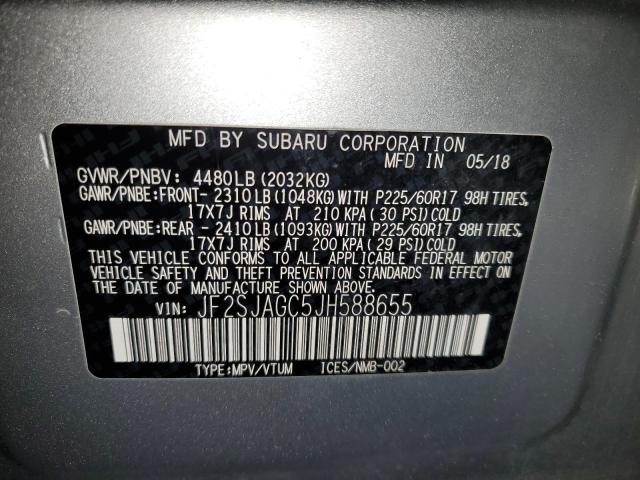 MFD BY SUBARU CORPORATION
MFD IN 05/18
GVWR/PNBV: 4480LB (2032KG)
GAWR/PNBE:FRONT- 2310LB (1048KG) WITH P225/60R17 98H TIRES,
17X7J RIMS AT 210 KPA ( 30 PSI) COLD
GAWR/PNBE:REAR - 2410LB (1093KG) WITH P225/60R17 98H TIRES,
17X7J RIMS AT 200 KPA ( 29 PSI) COLD
THIS VEHICLE CONFORMS TO ALL APPLICABLE FEDERAL MOTOR
VEHICLE SAFETY AND THEFT PREVENTION STANDARDS IN EFFECT ON
THE DATE OF MANUFACTURE SHOWN ABOVE.
VIN: JF2SJAGC5JH588655
TYPE:MPV/VTUM ICES/NMB-002